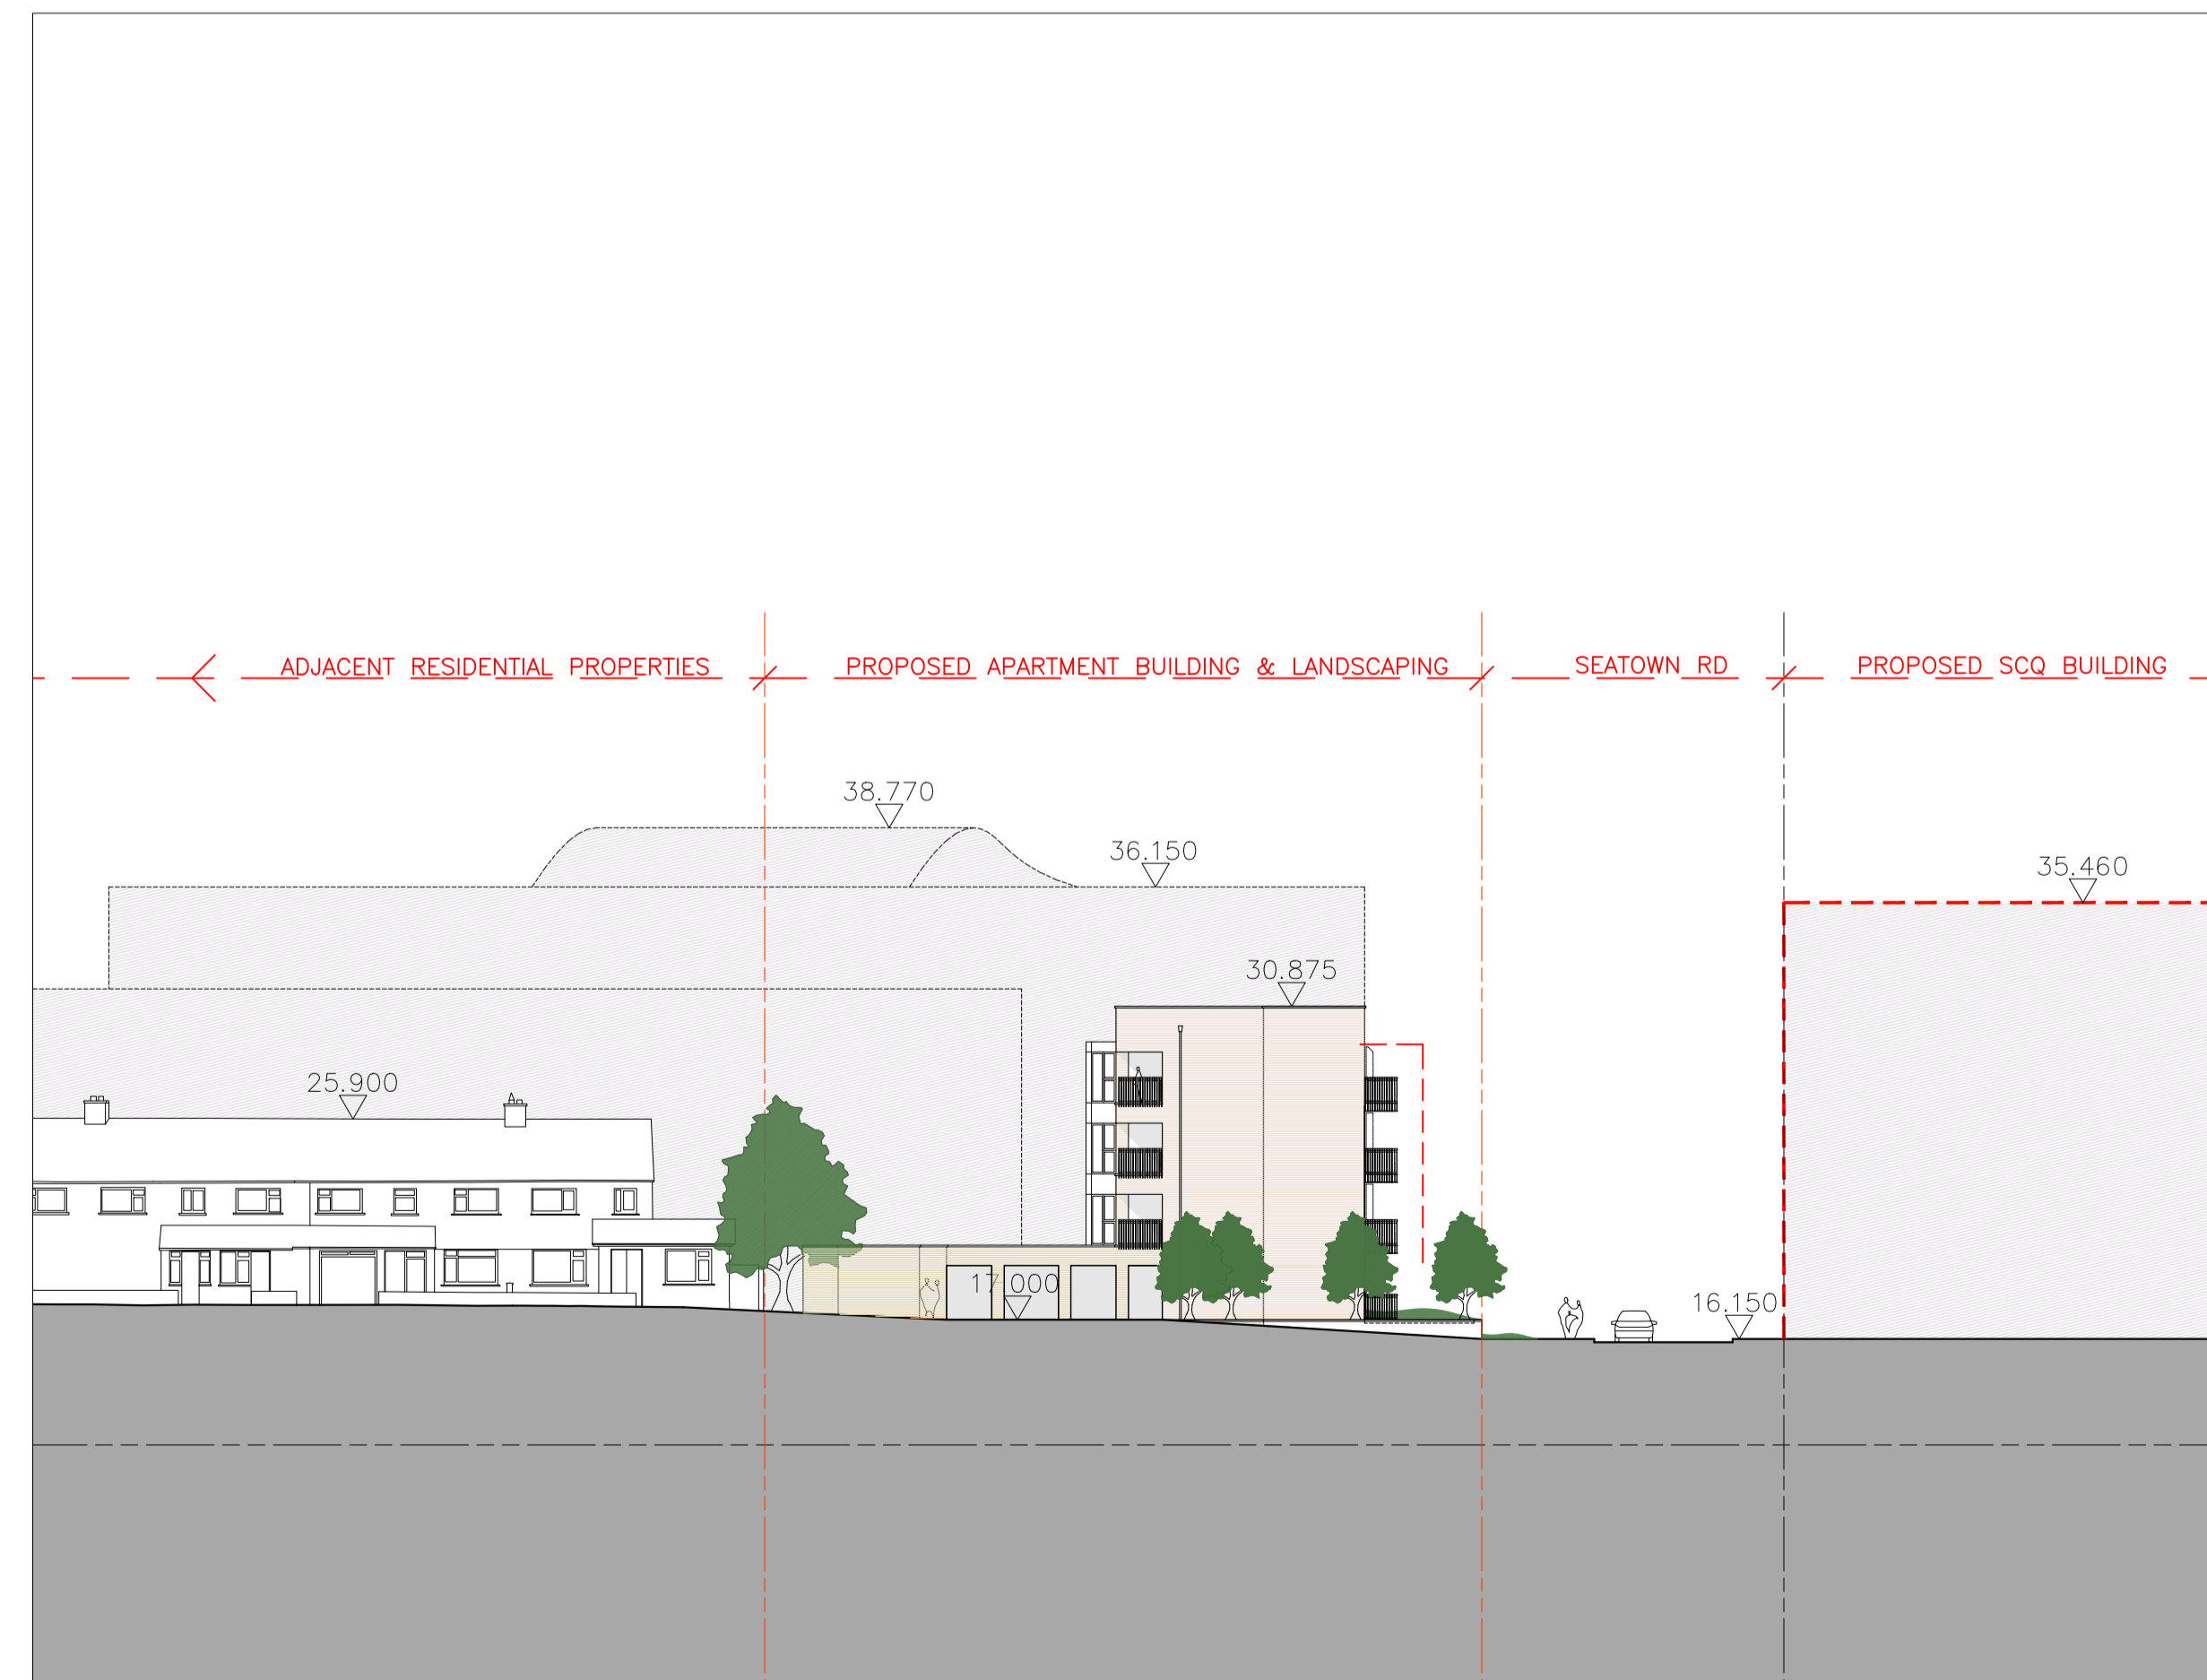 ADJACENT RESIDENTIAL PROPERTIES
PROPOSED APARTMENT BUILDING & LANDSCAPING
SEATOWN RD
PROPOSED SCQ BUILDING
38.770
36.150
35.460
30.875
25.900
17.000
16.150